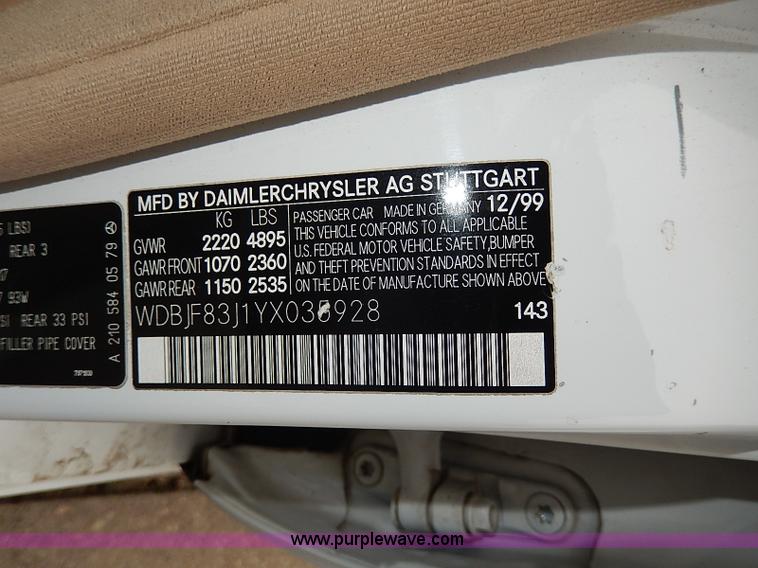 MFD BY DAIMLERCHRYSLER AG STUTTGART
KG LBS
GVWR 2220 4895
GAWR FRONT 1070 2360
GAWR REAR 1150 2535
PASSENGER CAR MADE IN GERMANY 12/99
THIS VEHICLE CONFORMS TO ALL APPLICABLE
U.S. FEDERAL MOTOR VEHICLE SAFETY, BUMPER
AND THEFT PREVENTION STANDARDS IN EFFECT
ON THE DATE OF MANUFACTURE SHOWN ABOVE
143
LBS)
REAR 3
93W
REAR 33 PSI
FILLER PIPE COVER
A 210 584 05 79
www.purplewave.com